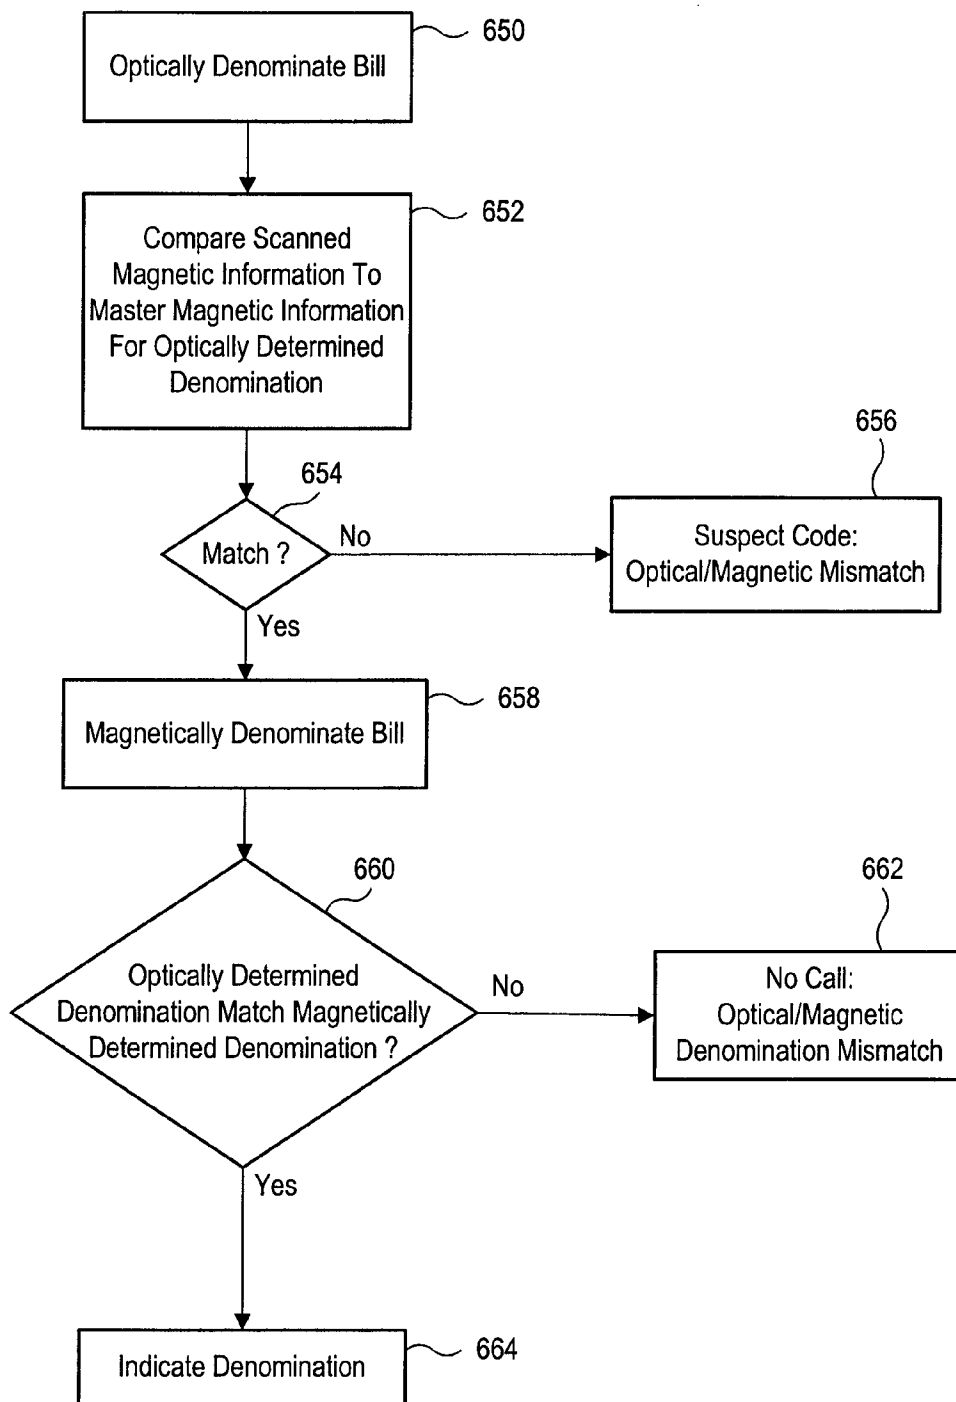 650
Optically Denominate Bill
652
Compare Scanned
Magnetic Information To
Master Magnetic Information
For Optically Determined
Denomination
654
656
Match ?
No
Suspect Code:
Optical/Magnetic Mismatch
Yes
658
Magnetically Denominate Bill
660
662
Optically Determined
Denomination Match Magnetically
Determined Denomination ?
No
No Call:
Optical/Magnetic
Denomination Mismatch
Yes
664
Indicate Denomination